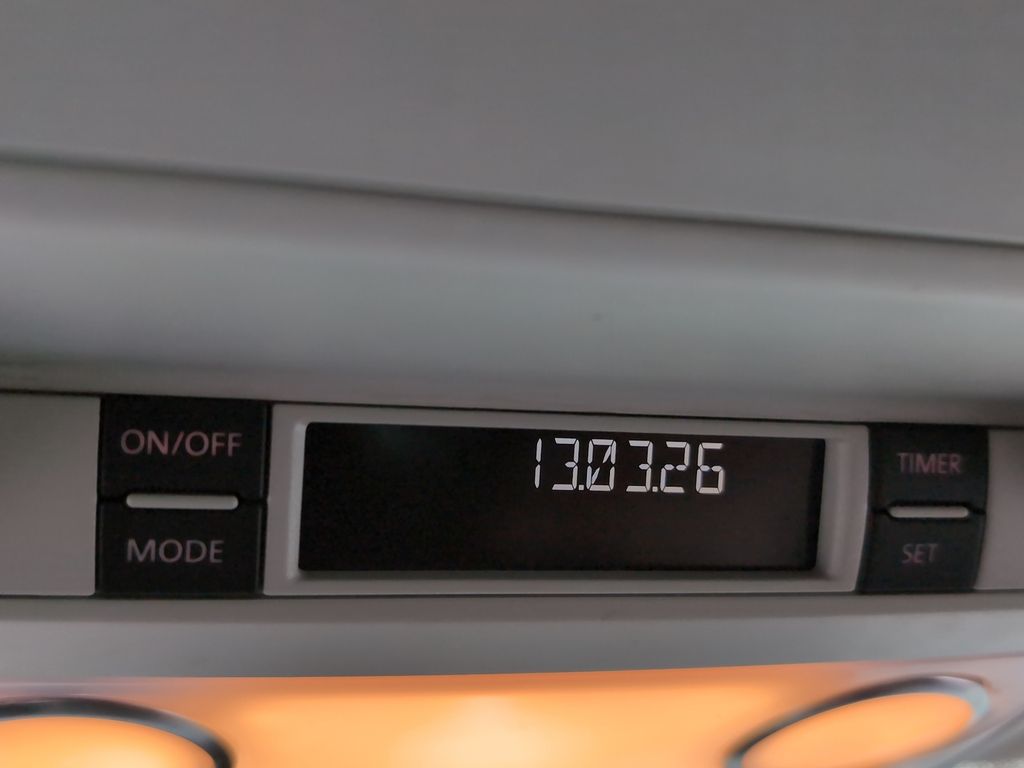 ON/OFF
MODE
13.03.26
TIMER
SET